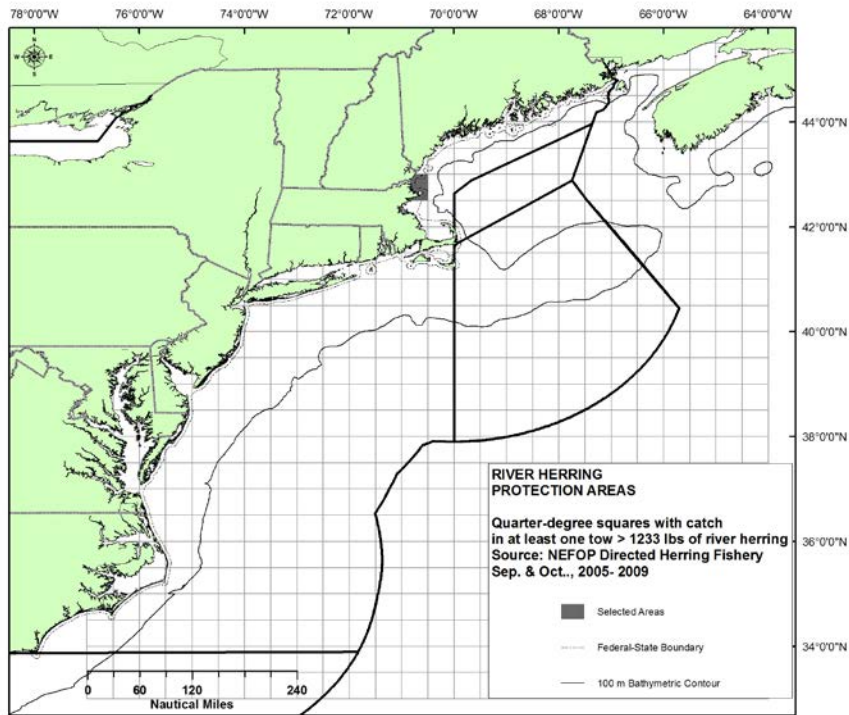 78°0'0"W 76°0'0"W 74°0'0"W 72°0'0"W 70°0'0"W 68°0'0"W 66°0'0"W 64°0'0"W
N
W E
S
44°0'0"N
42°0'0"N
40°0'0"N
38°0'0"N
36°0'0"N
34°0'0"N
RIVER HERRING
PROTECTION AREAS
Quarter-degree squares with catch
in at least one tow > 1233 lbs of river herring
Source: NEFOP Directed Herring Fishery
Sep. & Oct.., 2005- 2009
Selected Areas
Federal-State Boundary
100 m Bathymetric Contour
0 60 120 240
Nautical Miles